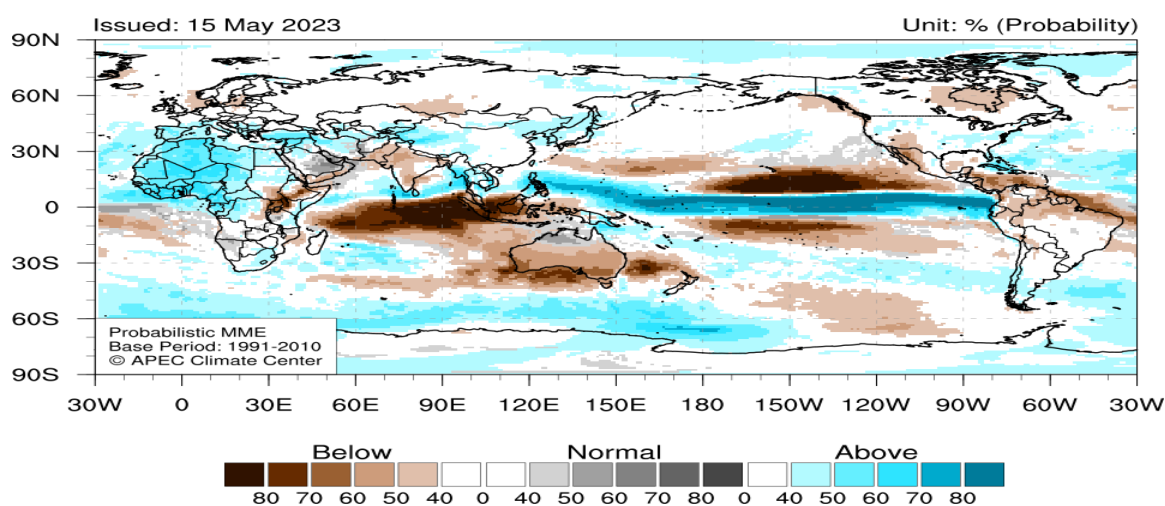 Issued: 15 May 2023 Unit: % (Probability)
90N
60N
30N
0
30S
60S
90S
Probabilistic MME
Base Period: 1991-2010
© APEC Climate Center
30W 0 30E 60E 90E 120E 150E 180 150W 120W 90W 60W 30W
Below Normal Above
80 70 60 50 40 0 40 50 60 70 80 0 40 50 60 70 80